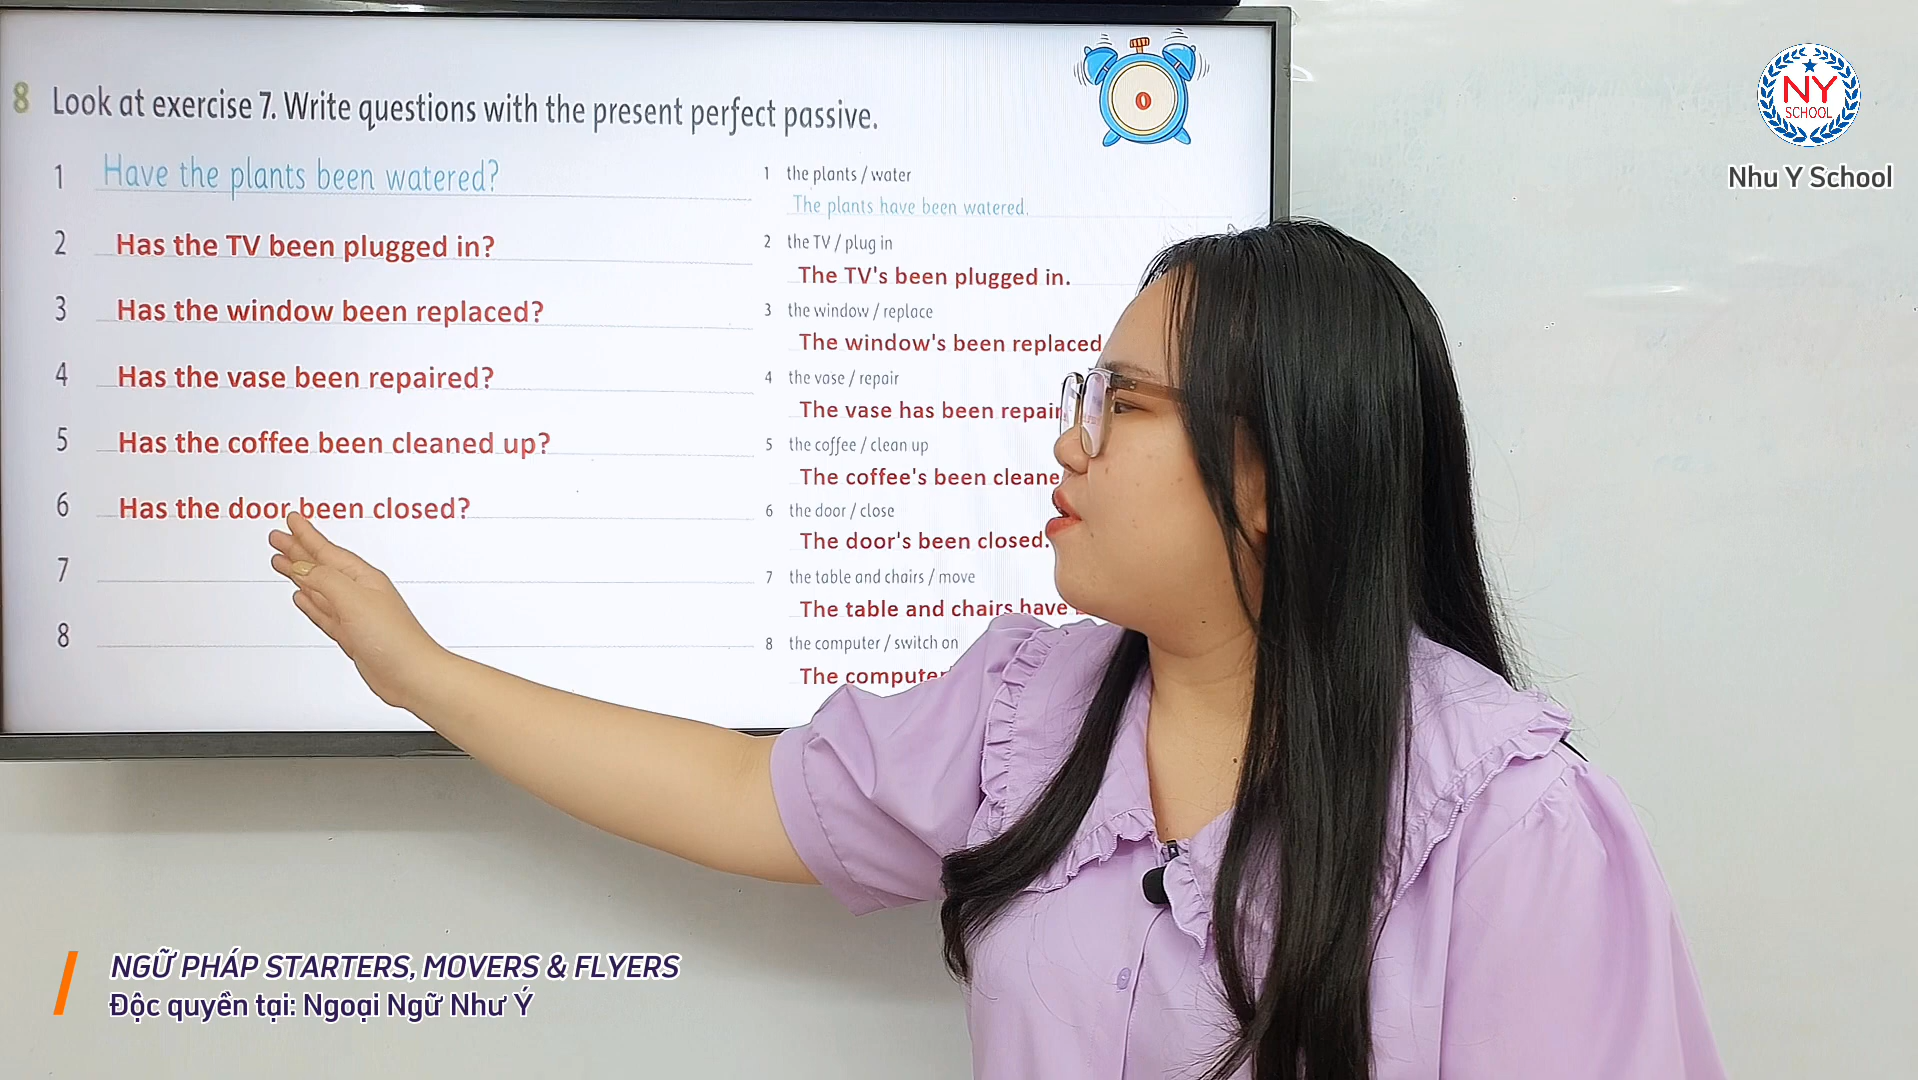 8 Look at exercise 7. Write questions with the present perfect passive.
0
1 Have the plants been watered?
2 Has the TV been plugged in?
3 Has the window been replaced?
4 Has the vase been repaired?
5 Has the coffee been cleaned up?
6 Has the door been closed?
7
8
1 the plants / water
The plants have been watered.
2 the TV / plug in
The TV's been plugged in.
3 the window / replace
The window's been replaced
4 the vase / repair
The vase has been
5 the coffee / clean up
The coffee's been
6 the door / close
The door's been closed.
7 the table and chairs / move
The table and chairs have
8 the computer / switch on
The
NY
SCHOOL
Nhu Y School
NGỮ PHÁP STARTERS, MOVERS & FLYERS
Độc quyền tại: Ngoại Ngữ Như Ý